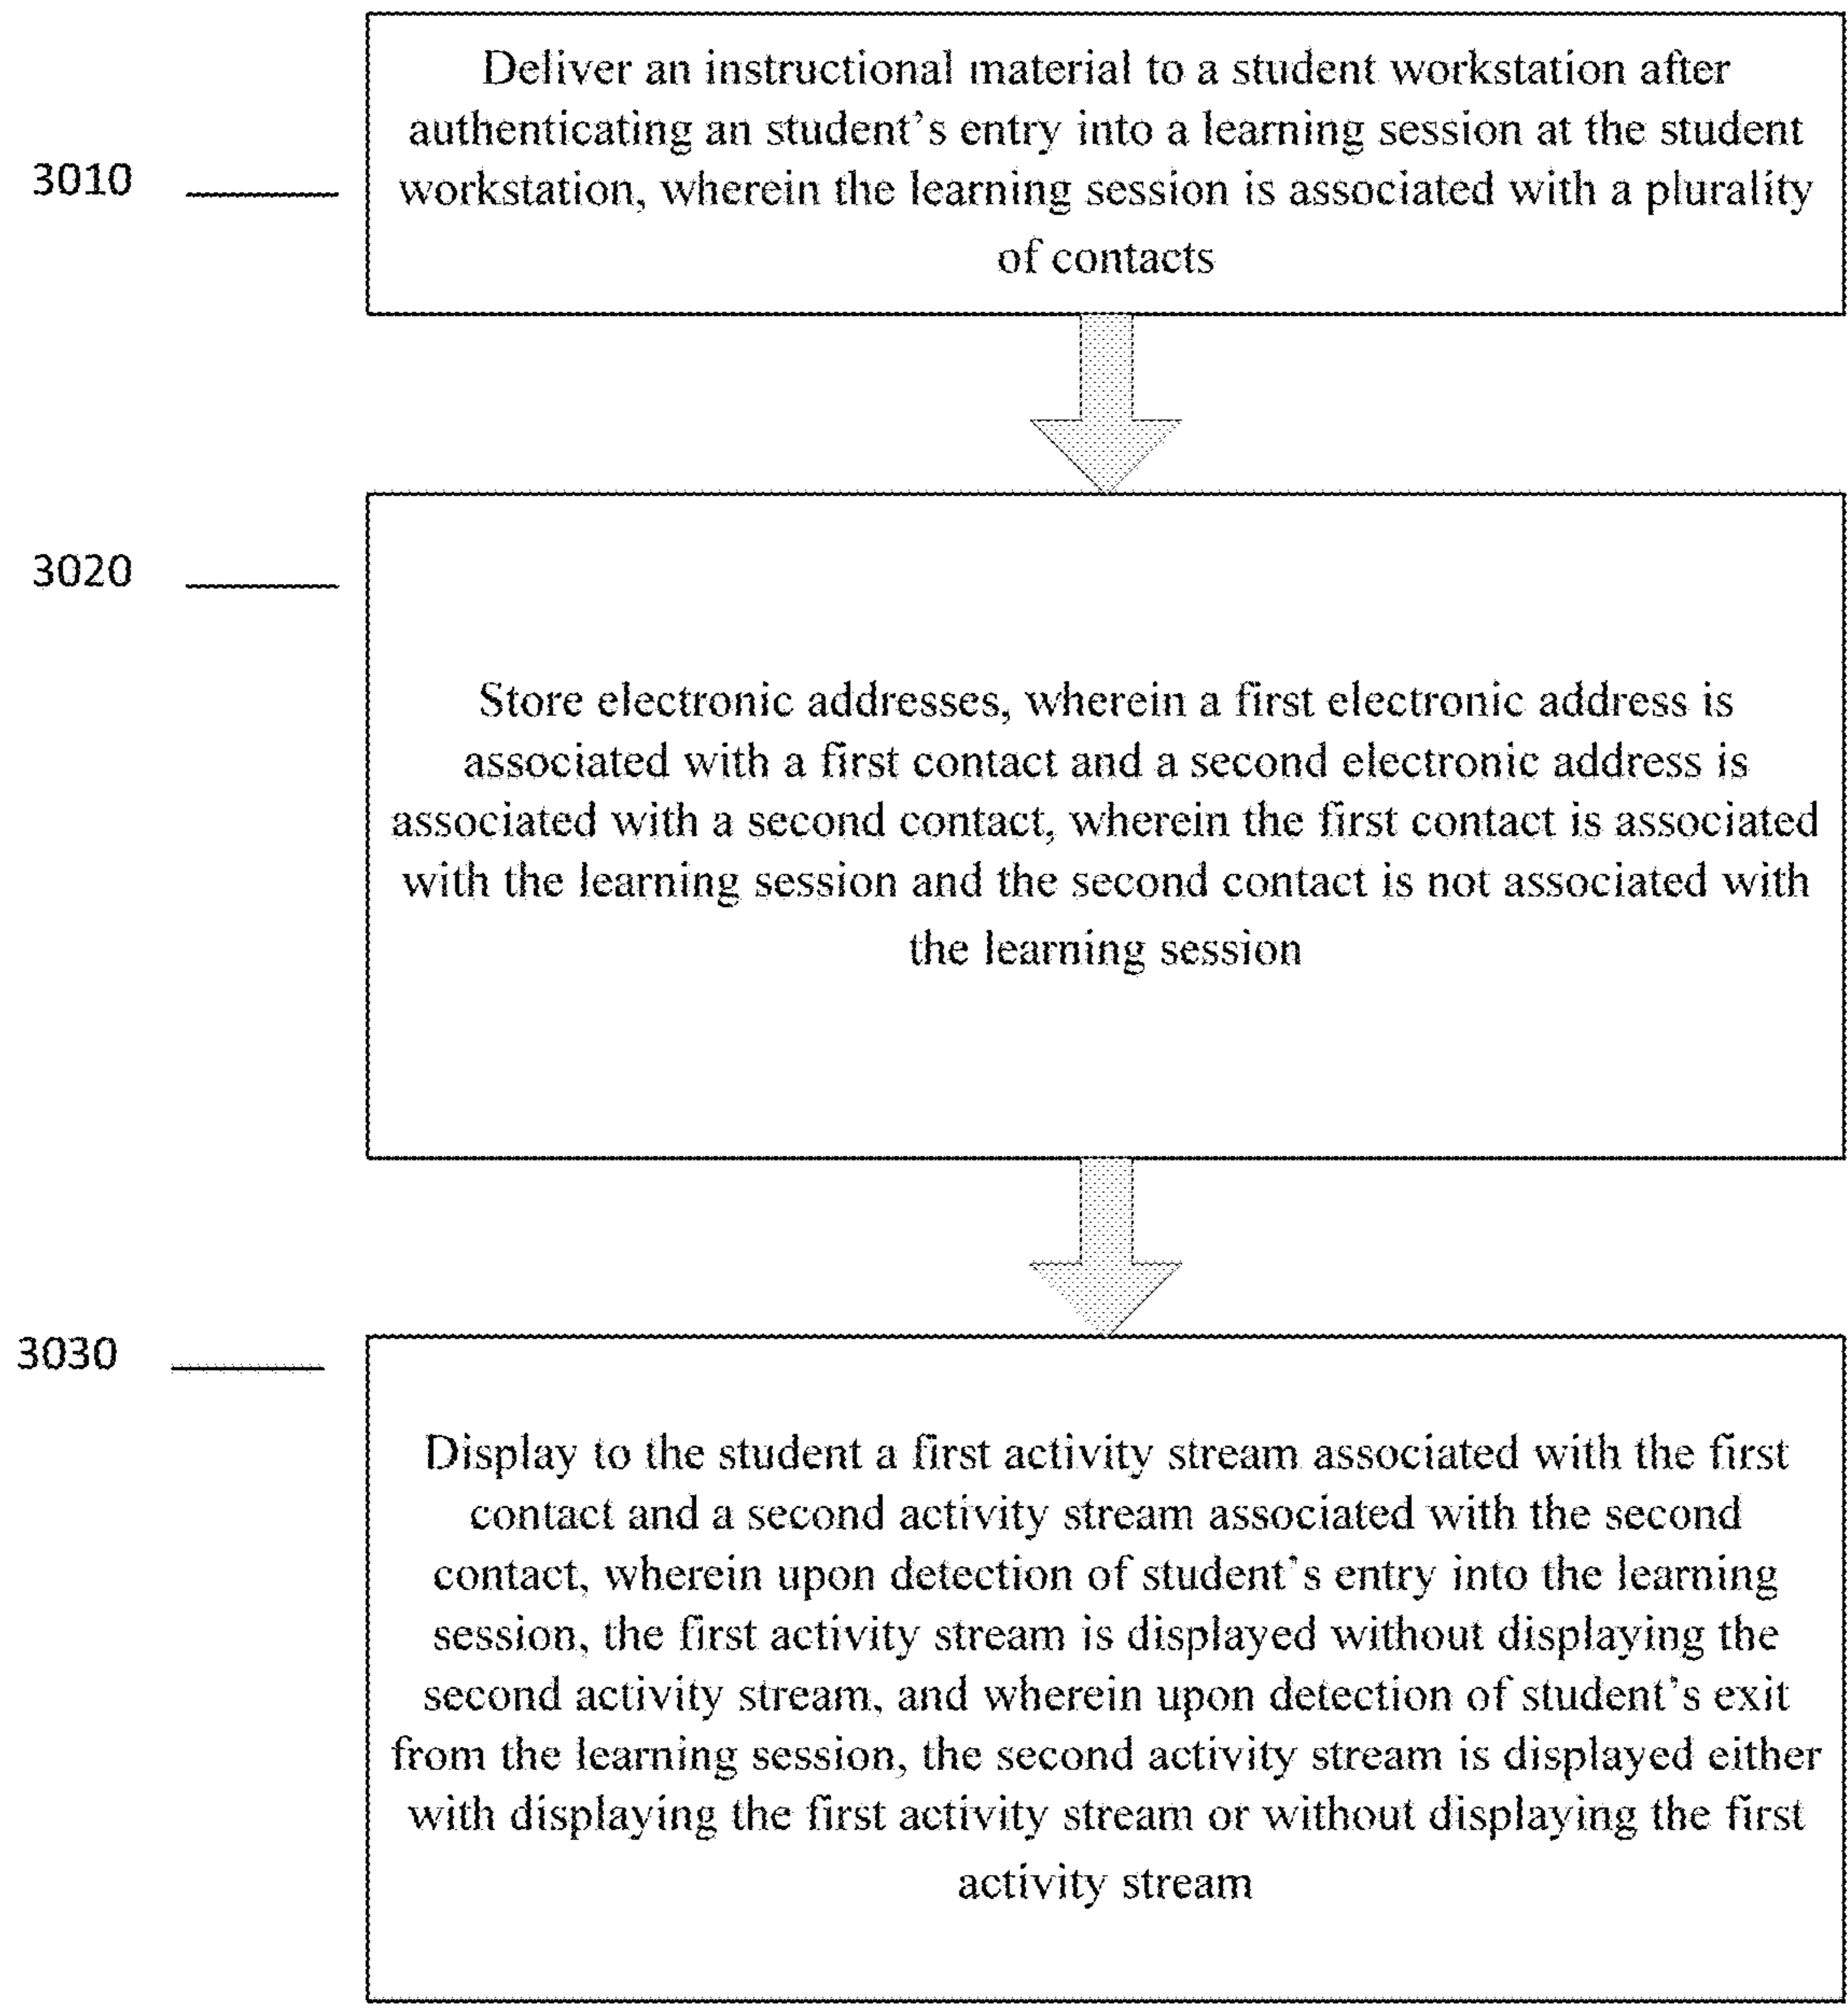 Deliver an instructional material to a student workstation after
authenticating an student's entry into a learning session at the student
3010
workstation, wherein the learning session is associated with a plurality
of contacts
3020
Store electronic addresses, wherein a first electronic address is
associated with a first contact and a second electronic address is
associated with a second contact, wherein the first contact is associated
with the learning session and the second contact is not associated with
the learning session
3030
Display to the student a first activity stream associated with the first
contact and a second activity stream associated with the second
contact, wherein upon detection of student's entry into the learning
session, the first activity stream is displayed without displaying the
second activity stream, and wherein upon detection of student's exit
from the learning session, the second activity stream is displayed either
with displaying the first activity stream or without displaying the first
activity stream